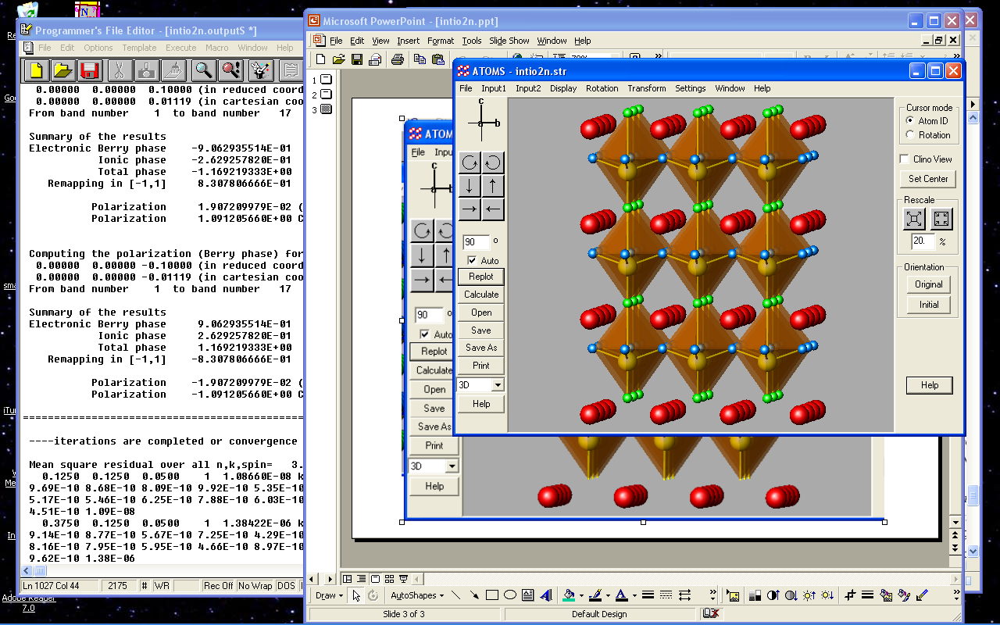 Programmer's File Editor - [intio2n.outputS *]
File Edit Options Template Execute Macro Window Help
0.00000 0.00000 0.10000 (in reduced coord
0.00000 0.00000 0.01119 (in cartesian coo
From band number 1 to band number 17
Summary of the results
Electronic Berry phase -9.062935514E-01
Ionic phase -2.629257820E-01
Total phase -1.169219333E+00
Remapping in [-1,1] 8.307806666E-01
Polarization 1.907209979E-02 (
Polarization 1.091205660E+00 C
Computing the polarization (Berry phase) for
0.00000 0.00000 -0.10000 (in reduced coord
0.00000 0.00000 -0.01119 (in cartesian coo
From band number 1 to band number 17
Summary of the results
Electronic Berry phase 9.062935514E-01
Ionic phase 2.629257820E-01
Total phase 1.169219333E+00
Remapping in [-1,1] -8.307806666E-01
Polarization -1.907209979E-02 (
Polarization -1.091205660E+00 C
================================================
----iterations are completed or convergence
Mean square residual over all n,k,spin= 3.
0.1250 0.1250 0.0500 1 1.08660E-08 k
9.69E-10 8.68E-10 8.09E-10 9.92E-10 5.35E-10
5.17E-10 5.46E-10 6.25E-10 7.88E-10 6.03E-10
4.51E-10 1.09E-08
0.3750 0.1250 0.0500 1 1.38422E-06 k
9.14E-10 8.77E-10 5.67E-10 7.25E-10 4.29E-10
8.16E-10 7.95E-10 5.95E-10 4.66E-10 8.97E-10
9.62E-10 1.38E-06
Ln 1027 Col 44 2175 # WR Rec Off No Wrap DOS
Adobe Reader
7.0
Microsoft PowerPoint - [intio2n.ppt]
File Edit View Insert Format Tools Slide Show Window Help
1
2
3
ATOM
File Inpu
c
90 o
Auto
Replot
Calculate
Open
Save
Save As
Print
3D
Help
ATOMS - intio2n.str
File Input1 Input2 Display Rotation Transform Settings Window Help
c
b
90 o
Auto
Replot
Calculate
Open
Save
Save As
Print
3D
Help
Cursor mode
Atom ID
Rotation
Clino View
Set Center
Rescale
20. %
Orientation
Original
Initial
Help
Draw AutoShapes
Slide 3 of 3 Default Design